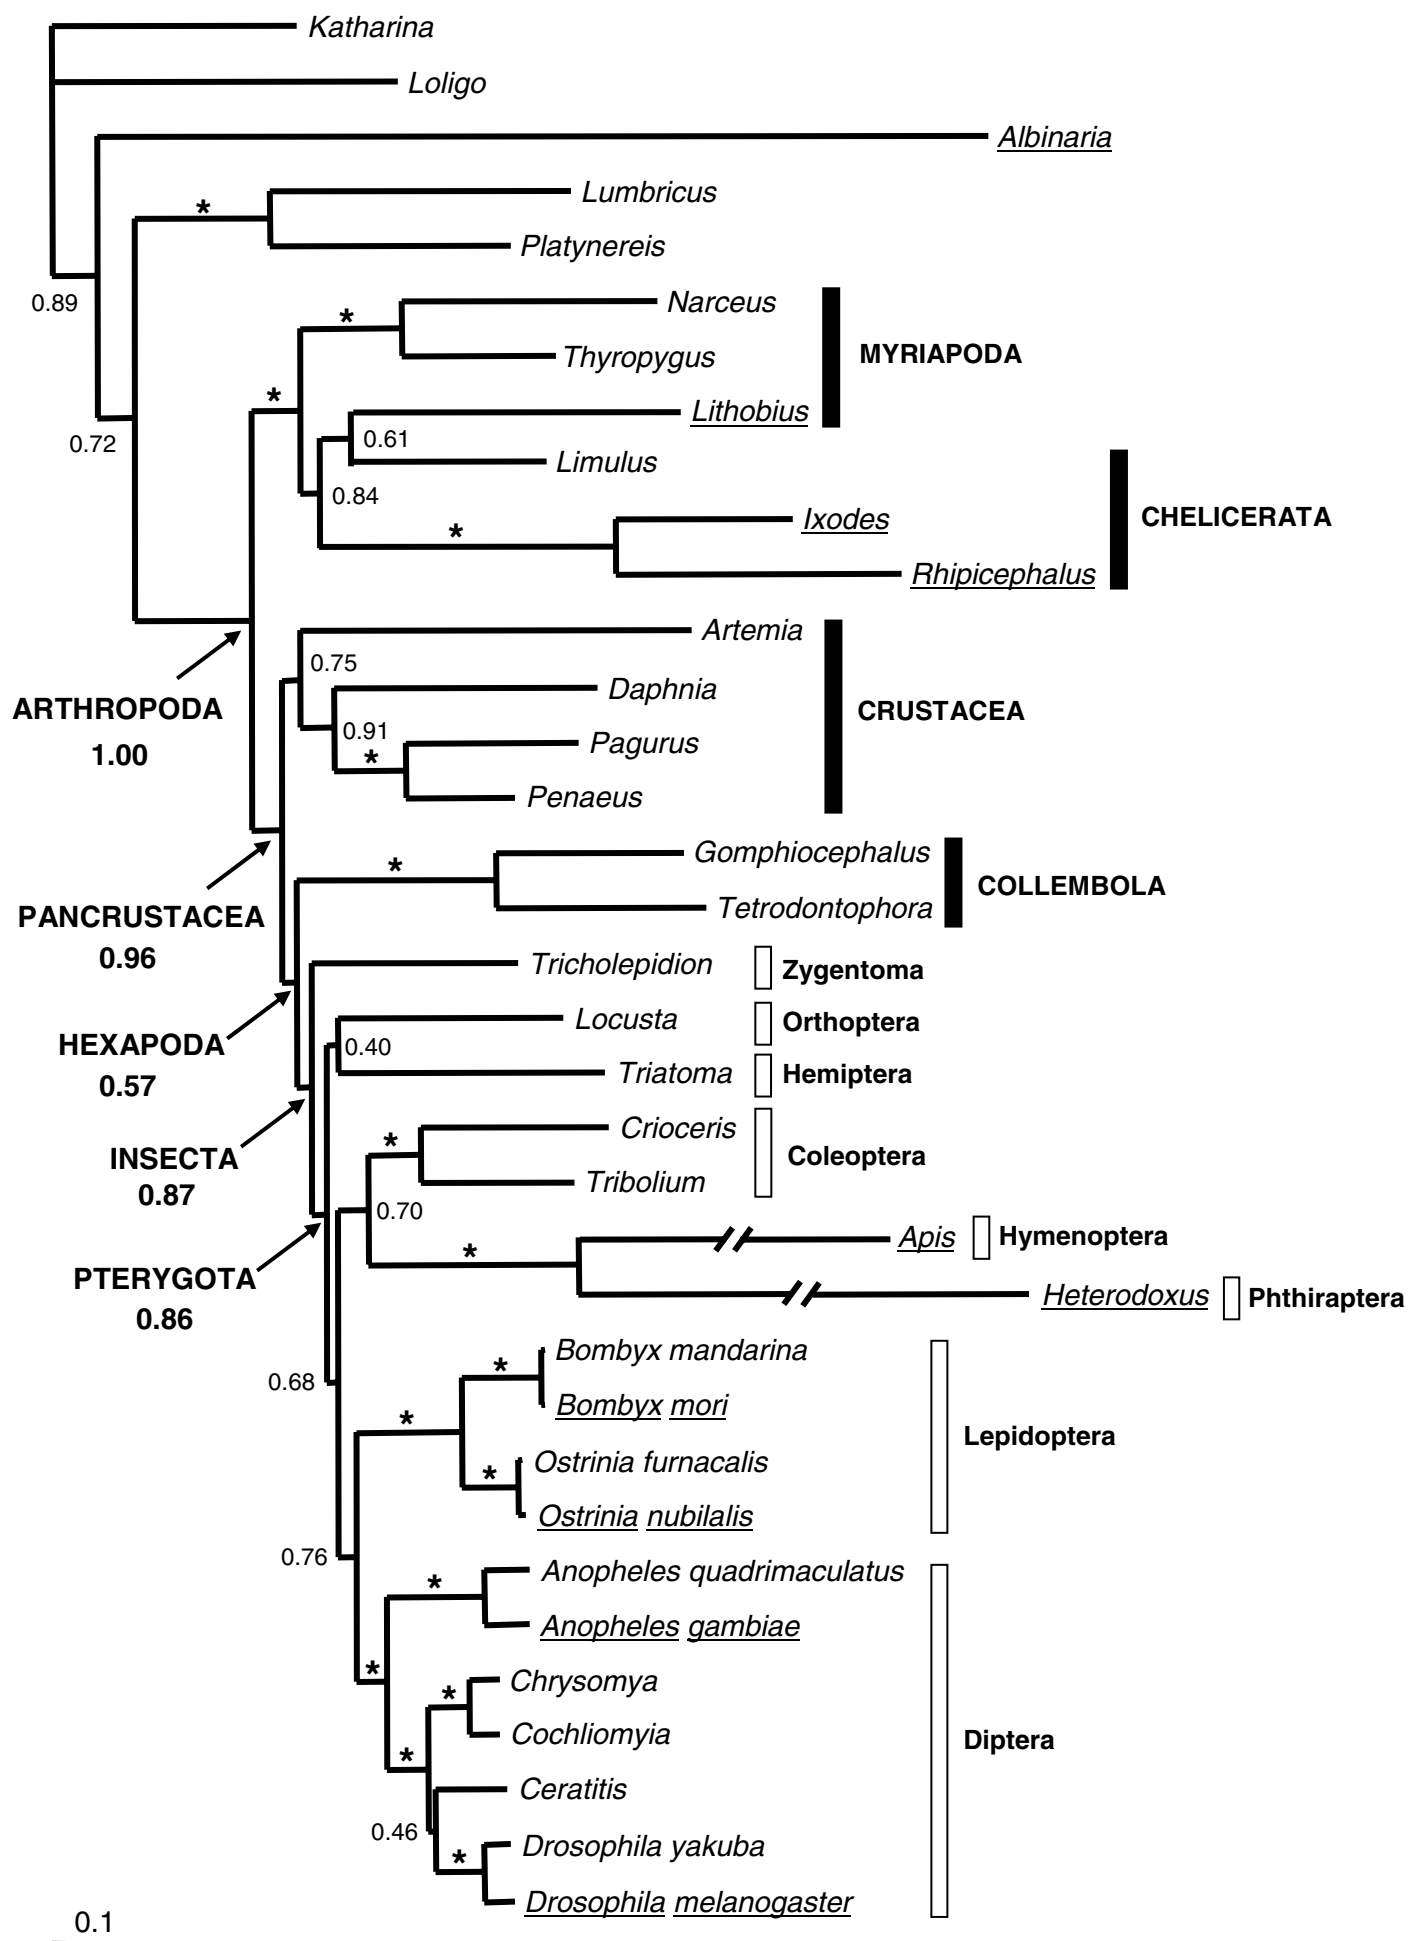 Katharina
Loligo
Albinaria
*
Lumbricus
Platynereis
0.89
*
Narceus
Thyropygus
MYRIAPODA
*
Lithobius
0.72
0.61
Limulus
0.84
*
Ixodes
CHELICERATA
Rhipicephalus
Artemia
0.75
Daphnia
ARTHROPODA
1.00
CRUSTACEA
0.91
*
Pagurus
Penaeus
*
Gomphiocephalus
COLLEMBOLA
Tetrodontophora
PANCRUSTACEA
0.96
Tricholepidion
Zygentoma
Locusta
Orthoptera
HEXAPODA
0.57
0.40
Triatoma
Hemiptera
*
Crioceris
Coleoptera
INSECTA
0.87
Tribolium
0.70
*
Apis
Hymenoptera
PTERYGOTA
0.86
Heterodoxus
Phthiraptera
*
Bombyx mandarina
0.68
Bombyx mori
*
Lepidoptera
Ostrinia furnacalis
*
Ostrinia nubilalis
0.76
*
Anopheles quadrimaculatus
Anopheles gambiae
*
Chrysomya
*
Cochliomyia
Diptera
*
Ceratitis
0.46
Drosophila yakuba
*
Drosophila melanogaster
0.1